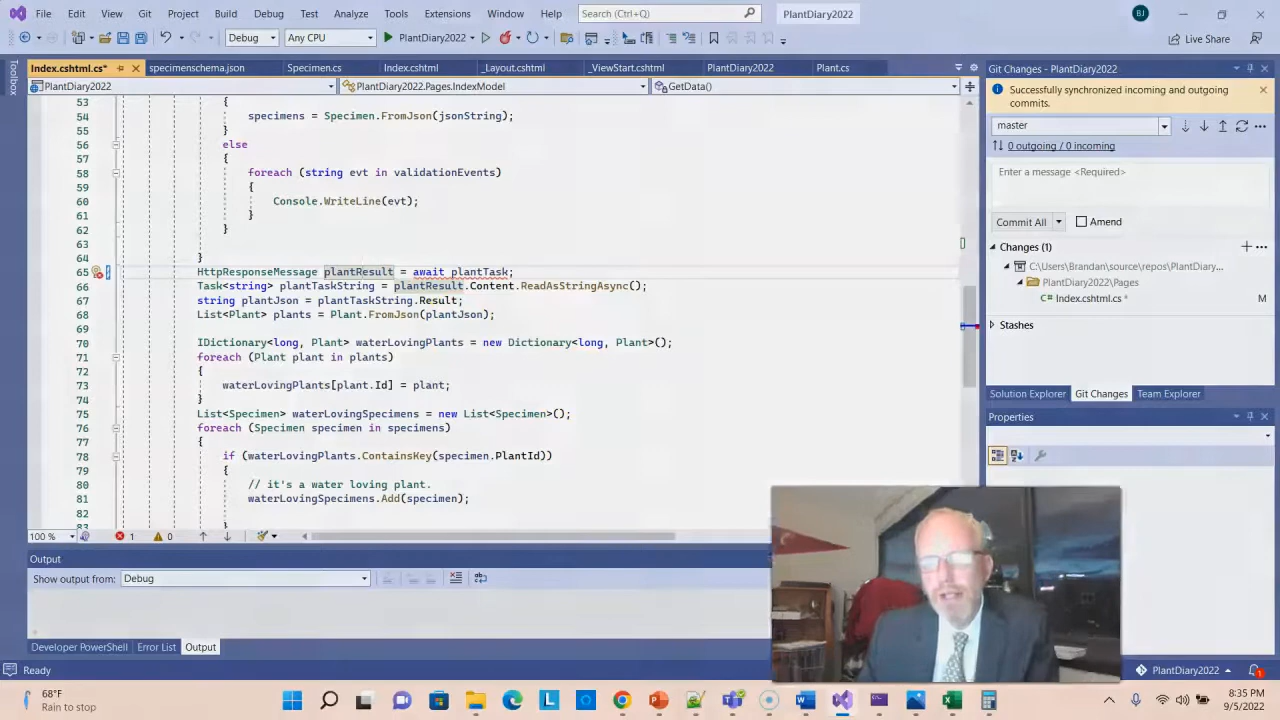 File Edit View Git Project Build Debug Test Analyze Tools Extensions Window Help Search (Ctrl+Q) PlantDiary2022 BJ
Debug Any CPU PlantDiary2022 Live Share
Toolbox
Index.cshtml.cs* specimenschema.json Specimen.cs Index.cshtml _Layout.cshtml _ViewStart.cshtml PlantDiary2022 Plant.cs
PlantDiary2022 PlantDiary2022.Pages.IndexModel GetData()
53 {
54 specimens = Specimen.FromJson(jsonString);
55 }
56 else
57 {
58 foreach (string evt in validationEvents)
59 {
60 Console.WriteLine(evt);
61 }
62 }
63
64 }
65 HttpResponseMessage plantResult = await plantTask;
66 Task<string> plantTaskString = plantResult.Content.ReadAsStringAsync();
67 string plantJson = plantTaskString.Result;
68 List<Plant> plants = Plant.FromJson(plantJson);
69
70 IDictionary<long, Plant> waterLovingPlants = new Dictionary<long, Plant>();
71 foreach (Plant plant in plants)
72 {
73 waterLovingPlants[plant.Id] = plant;
74 }
75 List<Specimen> waterLovingSpecimens = new List<Specimen>();
76 foreach (Specimen specimen in specimens)
77 {
78 if (waterLovingPlants.ContainsKey(specimen.PlantId))
79 {
80 // it's a water loving plant.
81 waterLovingSpecimens.Add(specimen);
82
83 }
100 % 1 0
Output
Show output from: Debug
Developer PowerShell Error List Output
Git Changes - PlantDiary2022
Successfully synchronized incoming and outgoing
commits.
master
0 outgoing / 0 incoming
Enter a message <Required>
Commit All Amend
Changes (1)
C:\Users\Brandan\source\repos\PlantDiary...
PlantDiary2022\Pages
Index.cshtml.cs * M
Stashes
Solution Explorer Git Changes Team Explorer
Properties
Ready PlantDiary2022 1
68°F
Rain to stop
8:35 PM
9/5/2022